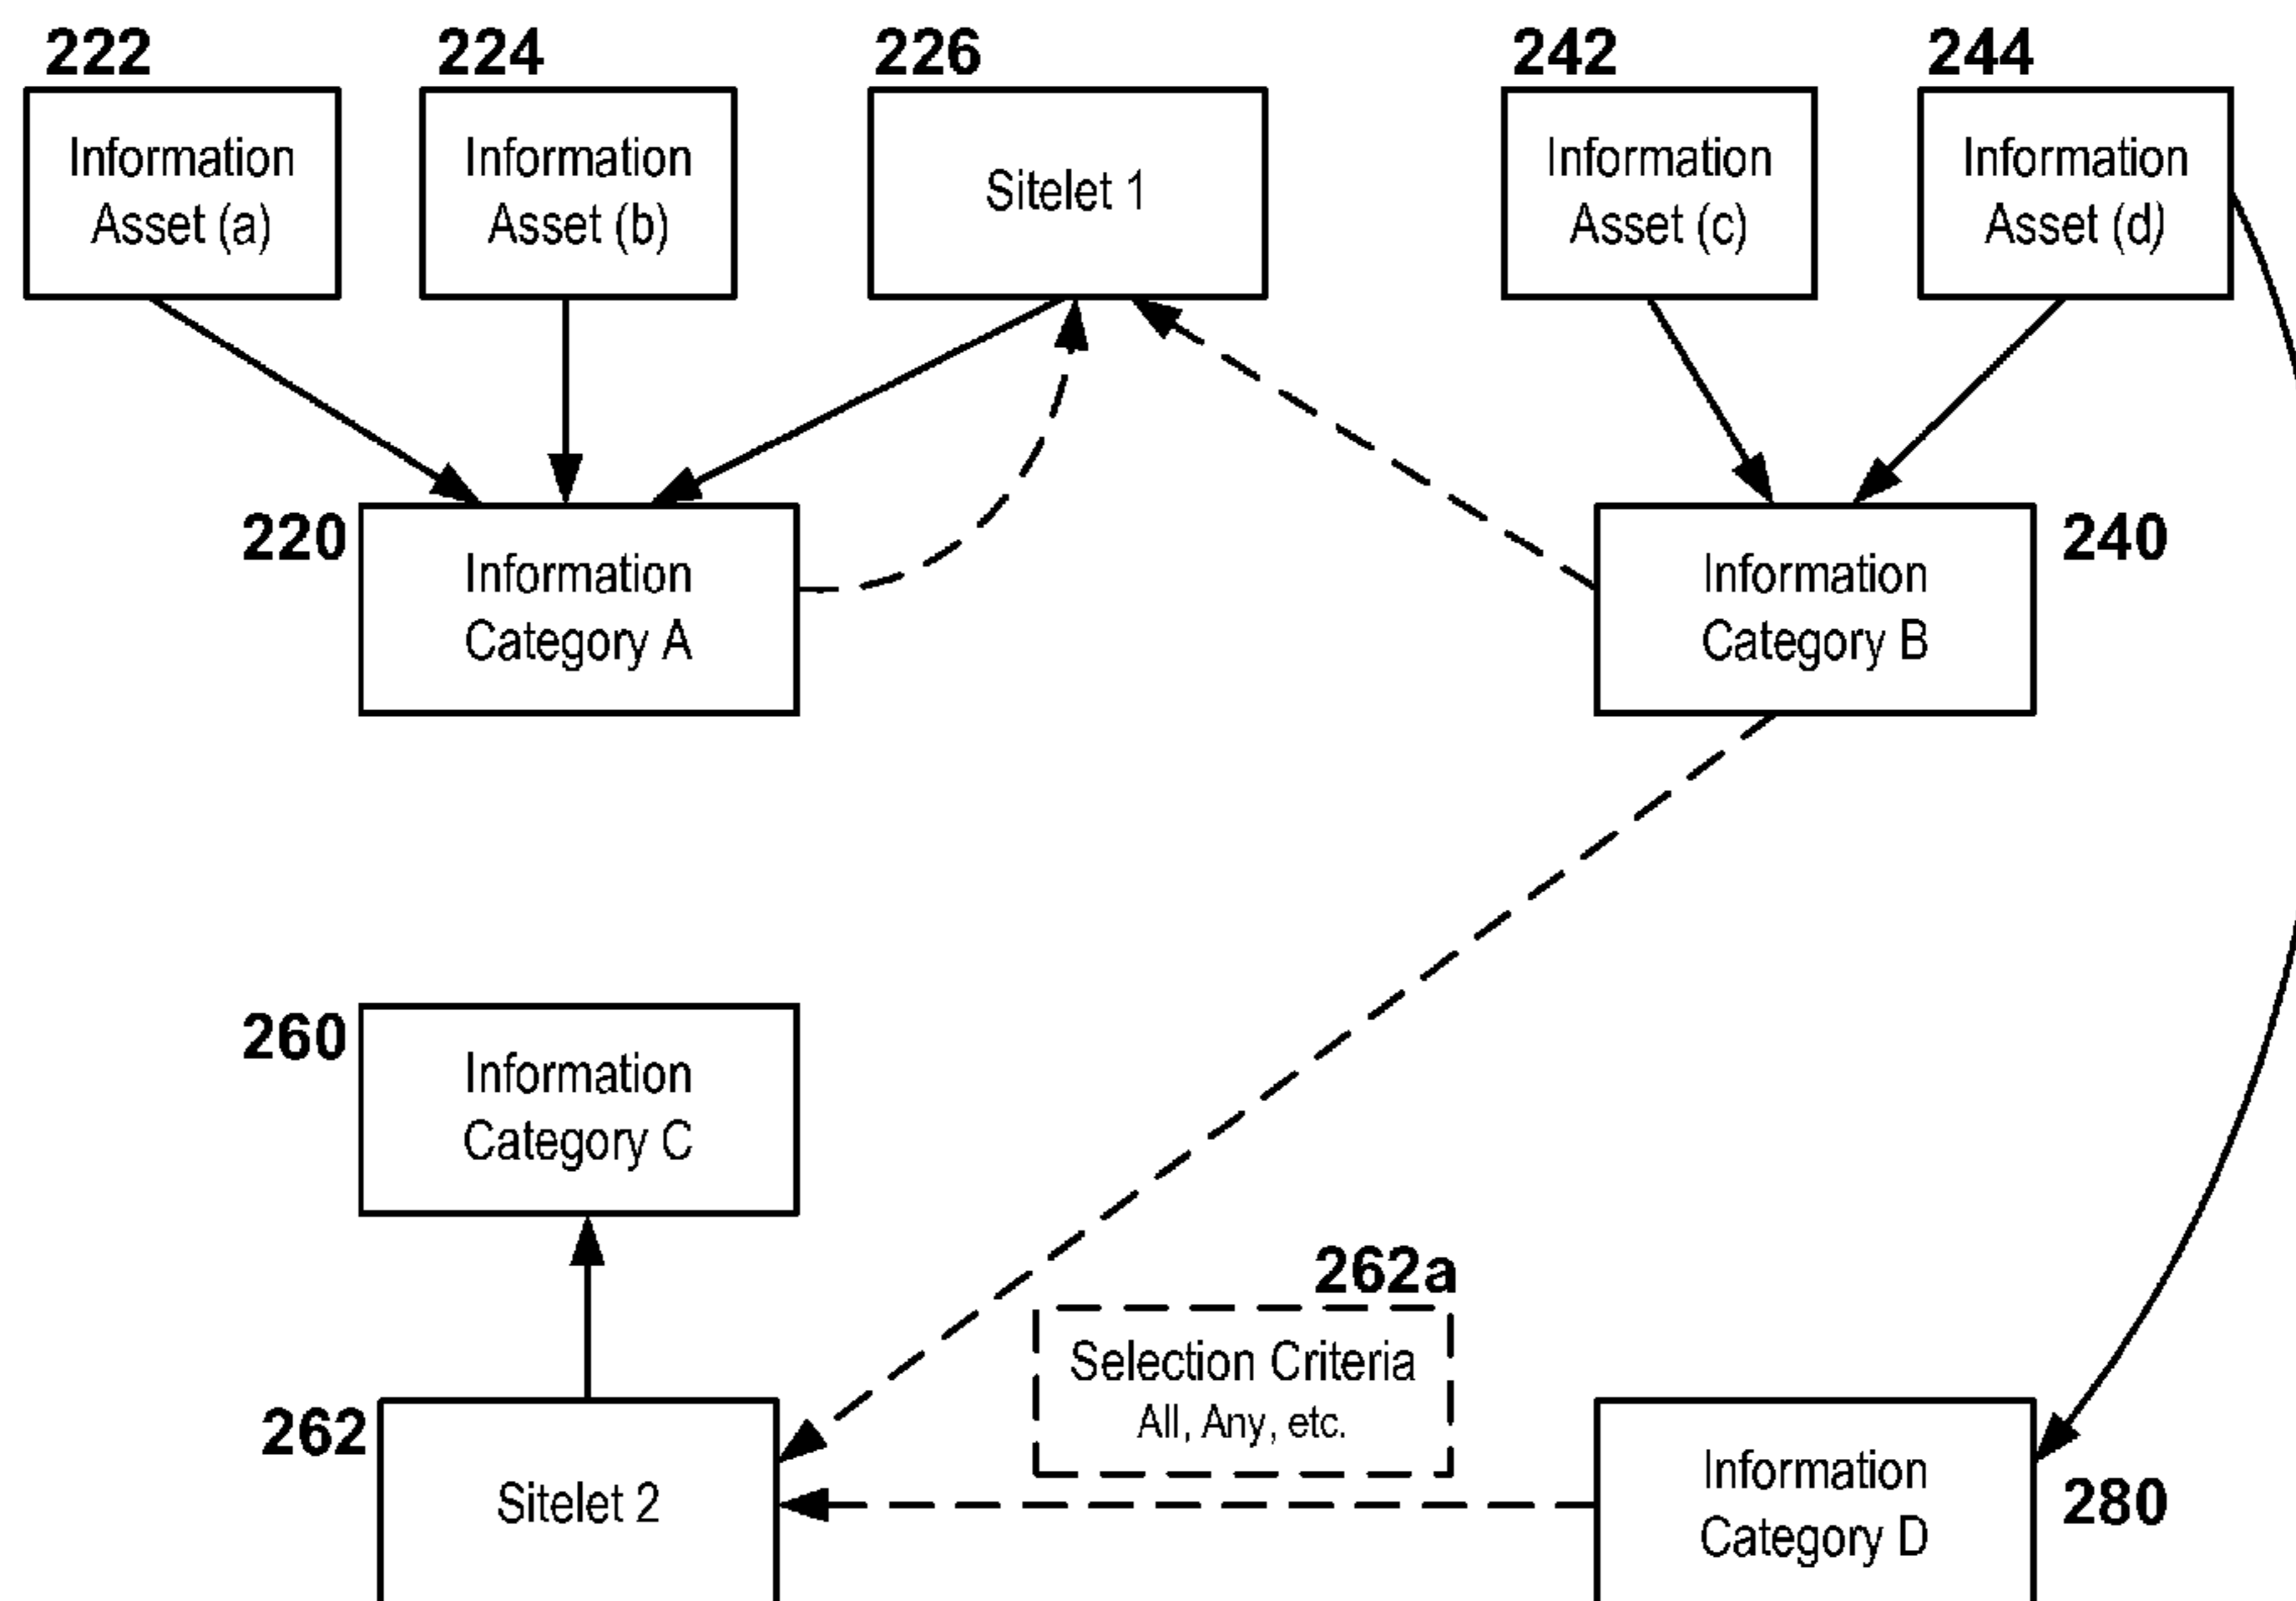 222
224
226
242
244
Information
Asset (a)
Information
Asset (b)
Sitelet 1
Information
Asset (c)
Information
Asset (d)
220
Information
Category A
Information
Category B
240
260
Information
Category C
262a
Selection Criteria
All, Any, etc.
262
Sitelet 2
Information
Category D
280